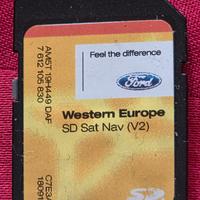 Feel the difference
Ford
Western Europe
SD Sat Nav (V2)
AM5T 19H449 DAF
7 612 105 830